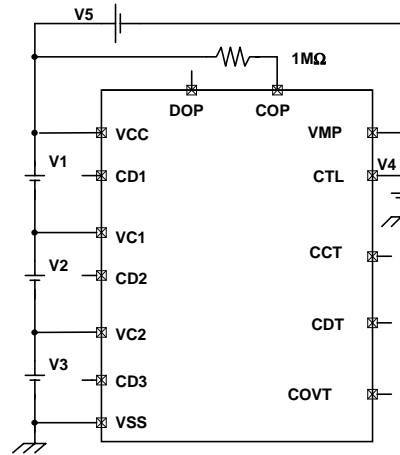 V5
1MΩ
DOP
COP
VCC
VMP
V1
V4
CD1
CTL
VC1
CCT
V2
CD2
VC2
CDT
V3
CD3
COVT
VSS